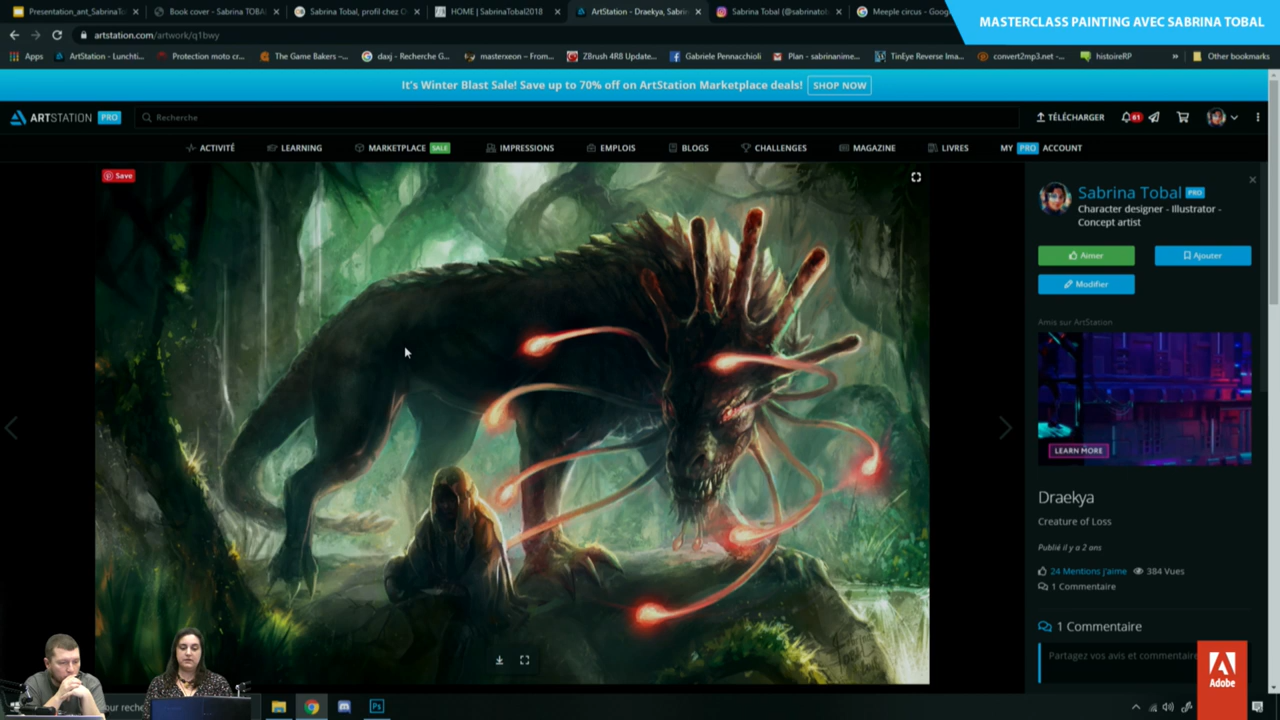 Presentation_ant_SabrinaT
Book cover - Sabrina TOBA
Sabrina Tobal, profil chez C
HOME | SabrinaTobal2018
ArtStation - Draekya, Sabrin
Sabrina Tobal (@sabrinatob
Meeple circus - Goog
MASTERCLASS PAINTING AVEC SABRINA TOBAL
artstation.com/artwork/q1bwy
Apps
ArtStation - Lunchti...
Protection moto cr...
The Game Bakers –...
daxj - Recherche G...
masterxeon – From...
ZBrush 4R8 Update...
Gabriele Pennacchioli
Plan - sabrinanime...
TinEye Reverse Ima...
convert2mp3.net -...
histoireRP
»
Other bookmarks
It's Winter Blast Sale! Save up to 70% off on ArtStation Marketplace deals! SHOP NOW
ARTSTATION PRO
Recherche
TÉLÉCHARGER
81
ACTIVITÉ
LEARNING
MARKETPLACE SALE
IMPRESSIONS
EMPLOIS
BLOGS
CHALLENGES
MAGAZINE
LIVRES
MY PRO ACCOUNT
Save
Sabrina Tobal PRO
Character designer - Illustrator -
Concept artist
Aimer
Ajouter
Modifier
Amis sur ArtStation
LEARN MORE
Draekya
Creature of Loss
Publié il y a 2 ans
24 Mentions j'aime 384 Vues
1 Commentaire
1 Commentaire
Partagez vos avis et commentaire
Adobe
Ps